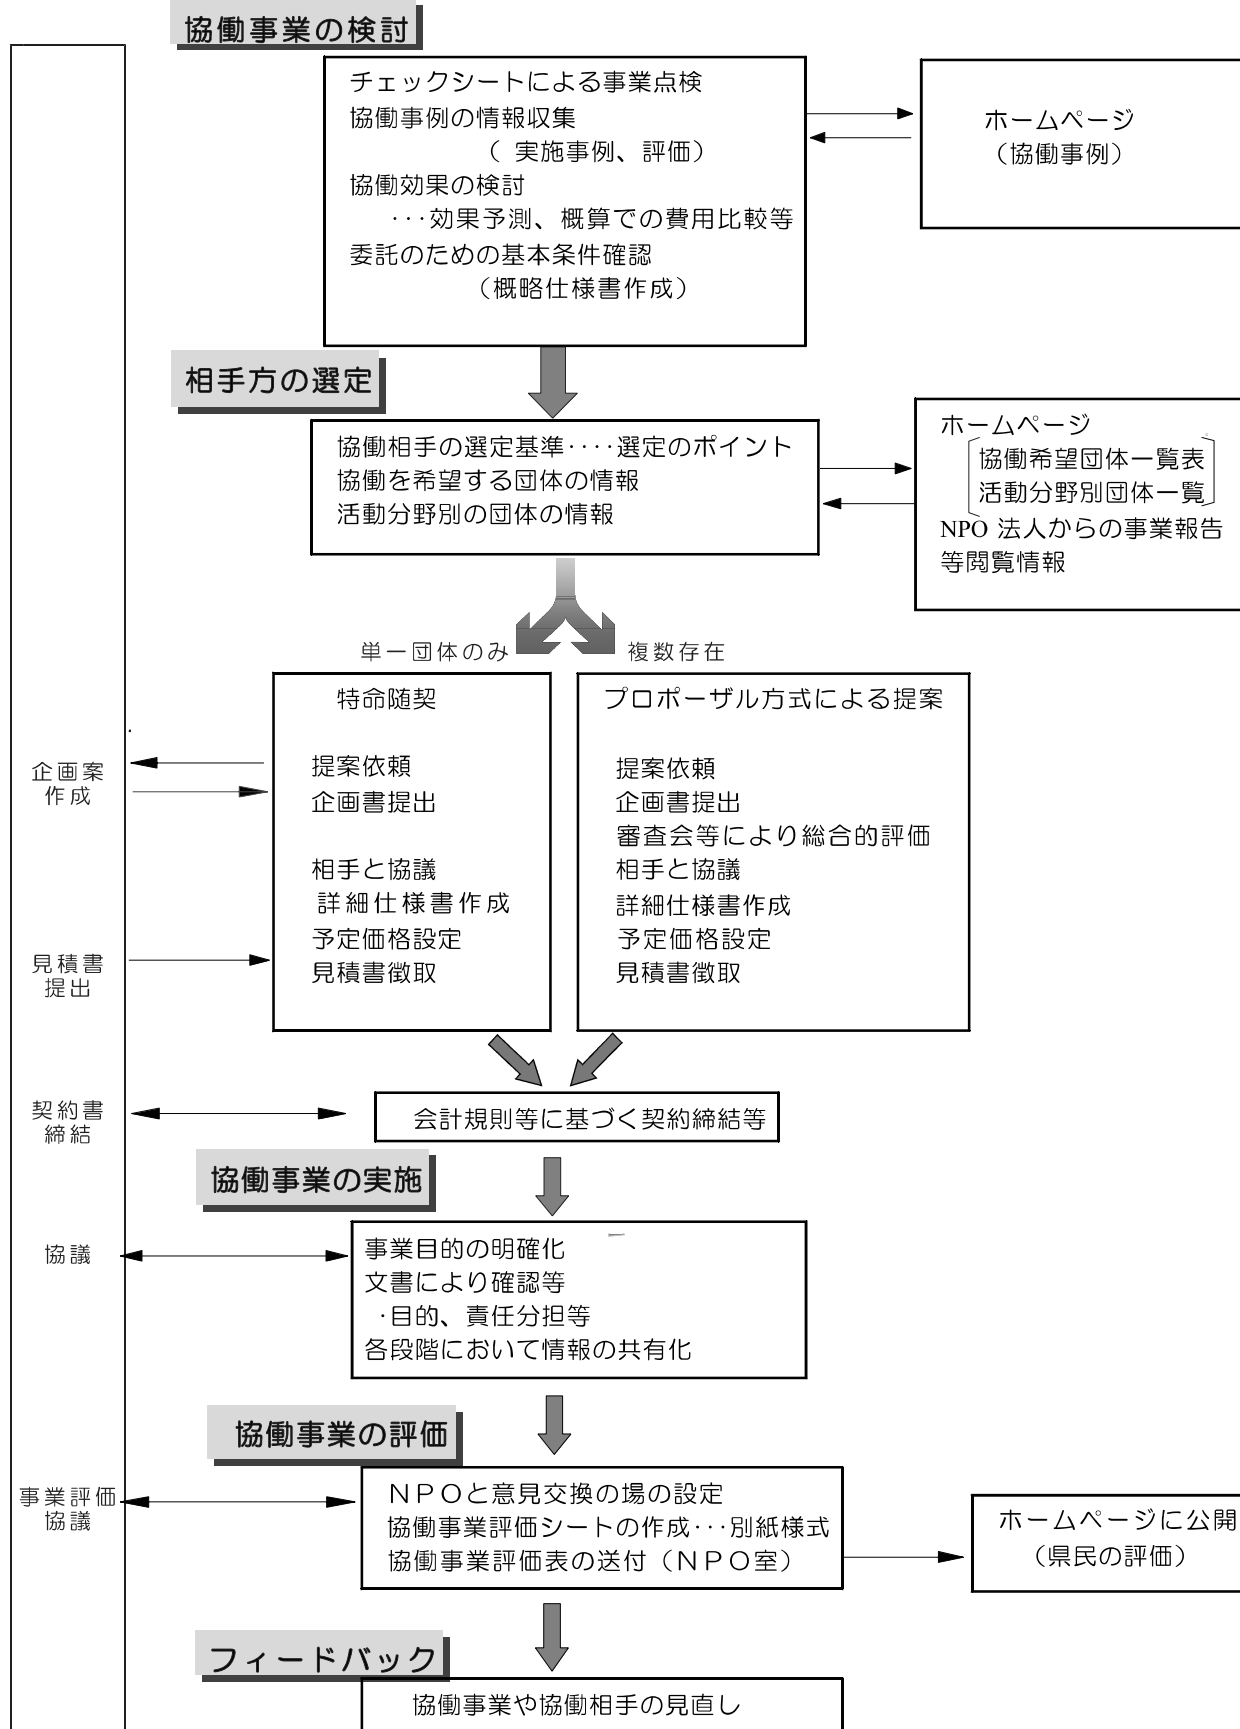 協働事業の検討
チェックシートによる事業点検
協働事例の情報収集
（ 実施事例、評価）
協働効果の検討
・・・効果予測、概算での費用比較等
委託のための基本条件確認
（概略仕様書作成）
ホームページ
（協働事例）
相手方の選定
協働相手の選定基準・・・・選定のポイント
協働を希望する団体の情報
活動分野別の団体の情報
ホームページ
協働希望団体一覧表
活動分野別団体一覧
NPO 法人からの事業報告
等閲覧情報
単一団体のみ
複数存在
特命随契
提案依頼
企画書提出
相手と協議
詳細仕様書作成
予定価格設定
見積書徴取
プロポーザル方式による提案
提案依頼
企画書提出
審査会等により総合的評価
相手と協議
詳細仕様書作成
予定価格設定
見積書徴取
企画案
作成
見積書
提出
契約書
締結
会計規則等に基づく契約締結等
協働事業の実施
協議
事業目的の明確化
文書により確認等
・目的、責任分担等
各段階において情報の共有化
協働事業の評価
事業評価
協議
ＮＰＯと意見交換の場の設定
協働事業評価シートの作成・・・別紙様式
協働事業評価表の送付（ＮＰＯ室）
ホームページに公開
（県民の評価）
フィードバック
協働事業や協働相手の見直し